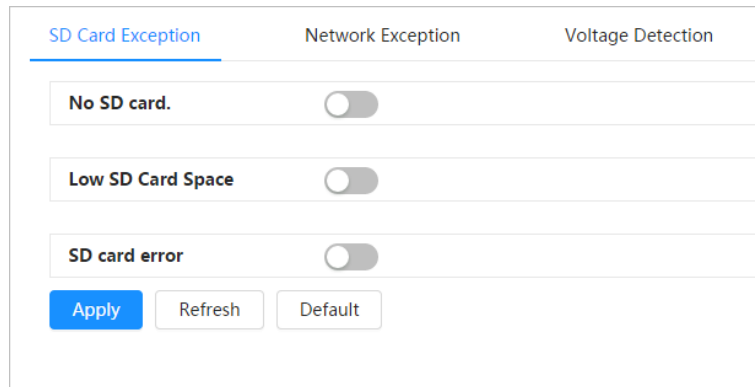 SD Card Exception Network Exception Voltage Detection
No SD card.
Low SD Card Space
SD card error
Apply Refresh Default